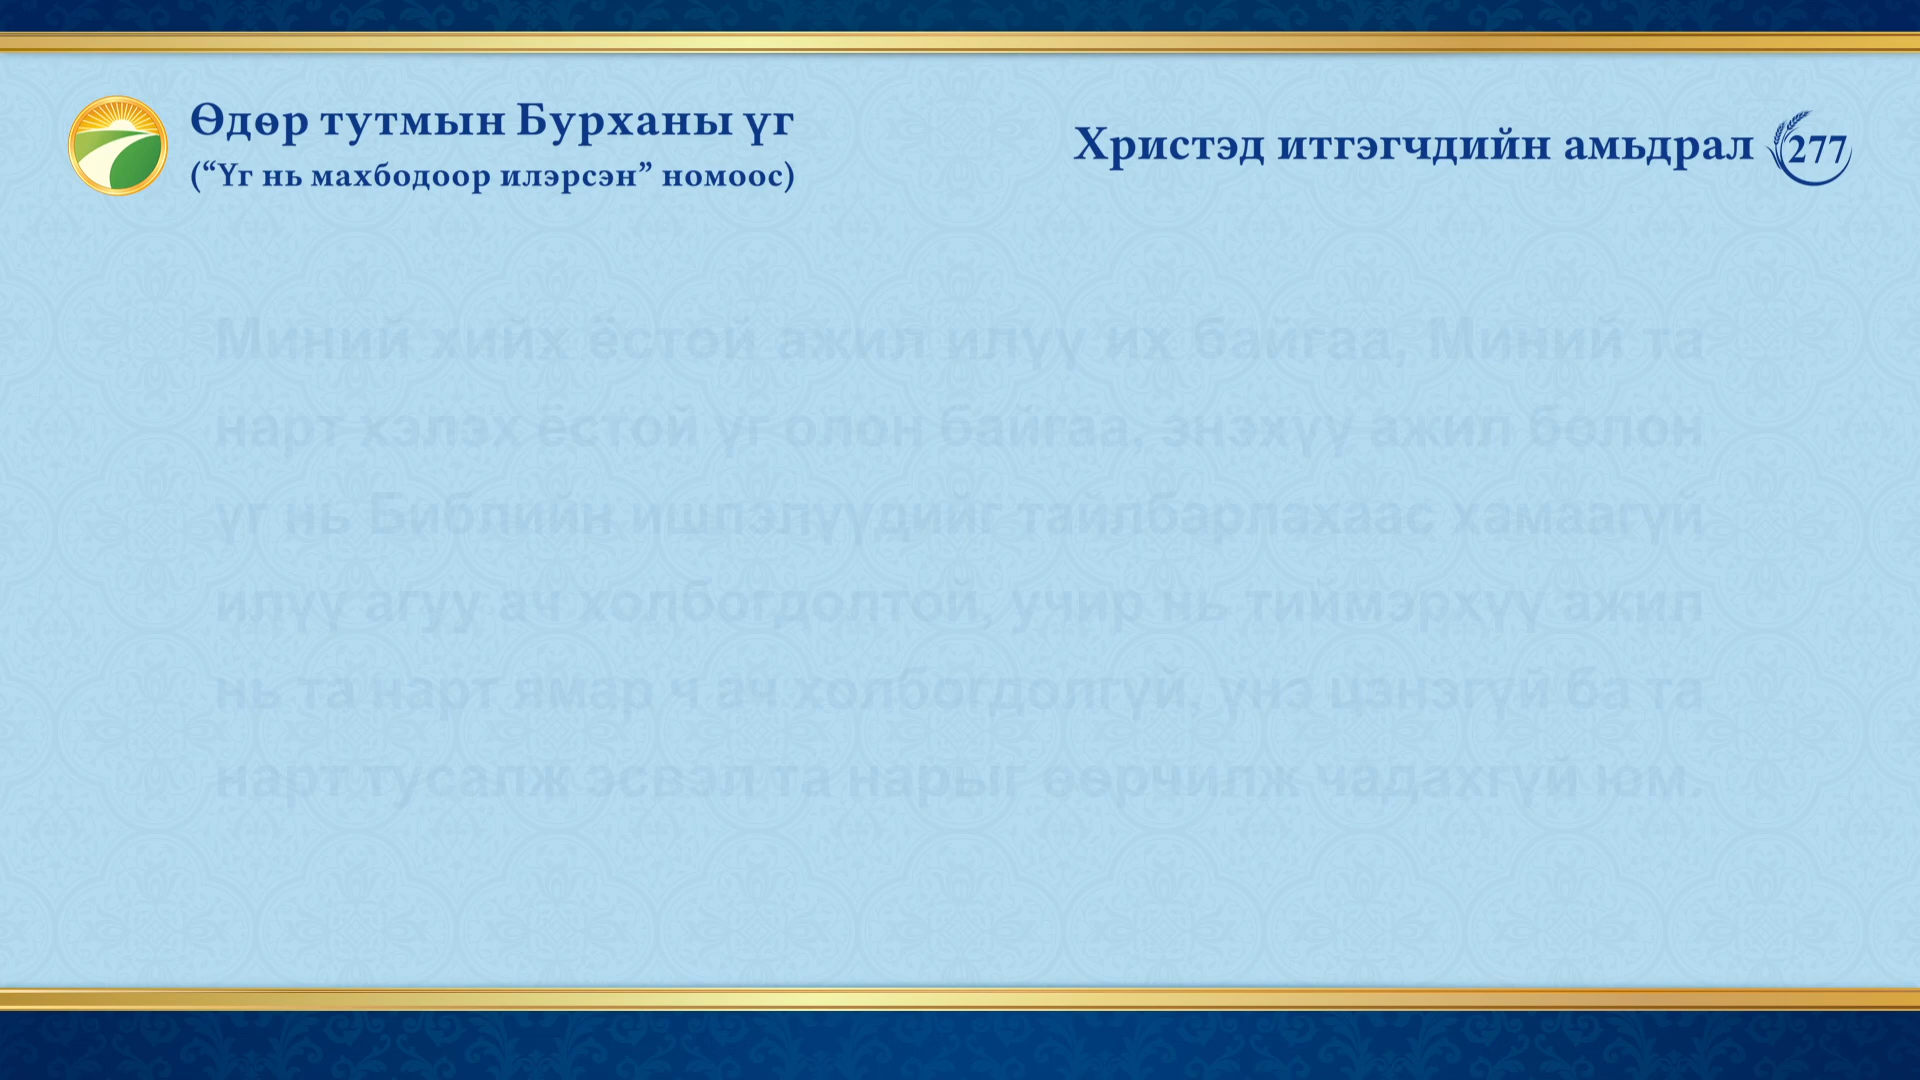 Өдөр тутмын Бурханы үг
(“Үг нь махбодоор илэрсэн” номоос)
Христэд итгэгчдийн амьдрал 277
Миний хийх ёстой ажил илүү их байгаа, Миний та
нарт хэлэх ёстой үг олон байгаа, энэхүү ажил болон
үг нь Библийн ишлэлүүдийг тайлбарлахаас хамаагүй
илүү агуу ач холбогдолтой, учир нь тиймэрхүү ажил
нь та нарт ямар ч ач холбогдолгүй, үнэ цэнэгүй ба та
нарт тусалж эсвэл та нарыг өөрчилж чадахгүй юм.